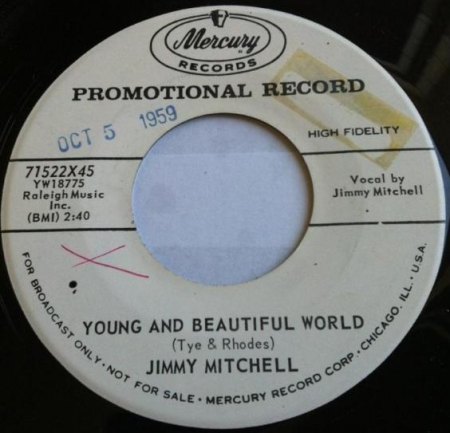 Mercury
RECORDS
PROMOTIONAL RECORD
OCT 5 1959
HIGH FIDELITY
71522X45
YW18775
Raleigh Music
Inc.
(BMI) 2:40
Vocal by
Jimmy Mitchell
YOUNG AND BEAUTIFUL WORLD
(Tye & Rhodes)
JIMMY MITCHELL
FOR BROADCAST ONLY • NOT FOR SALE • MERCURY RECORD CORP. • CHICAGO, ILL. • U.S.A.